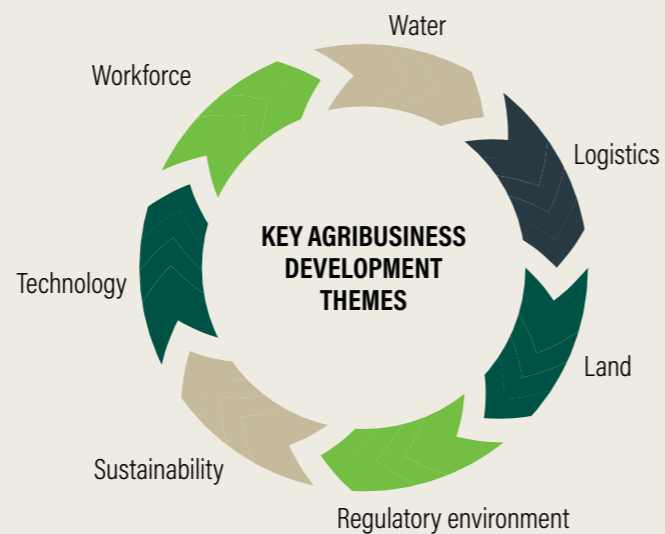 Water
Workforce
Logistics
KEY AGRIBUSINESS
DEVELOPMENT
THEMES
Technology
Land
Sustainability
Regulatory environment